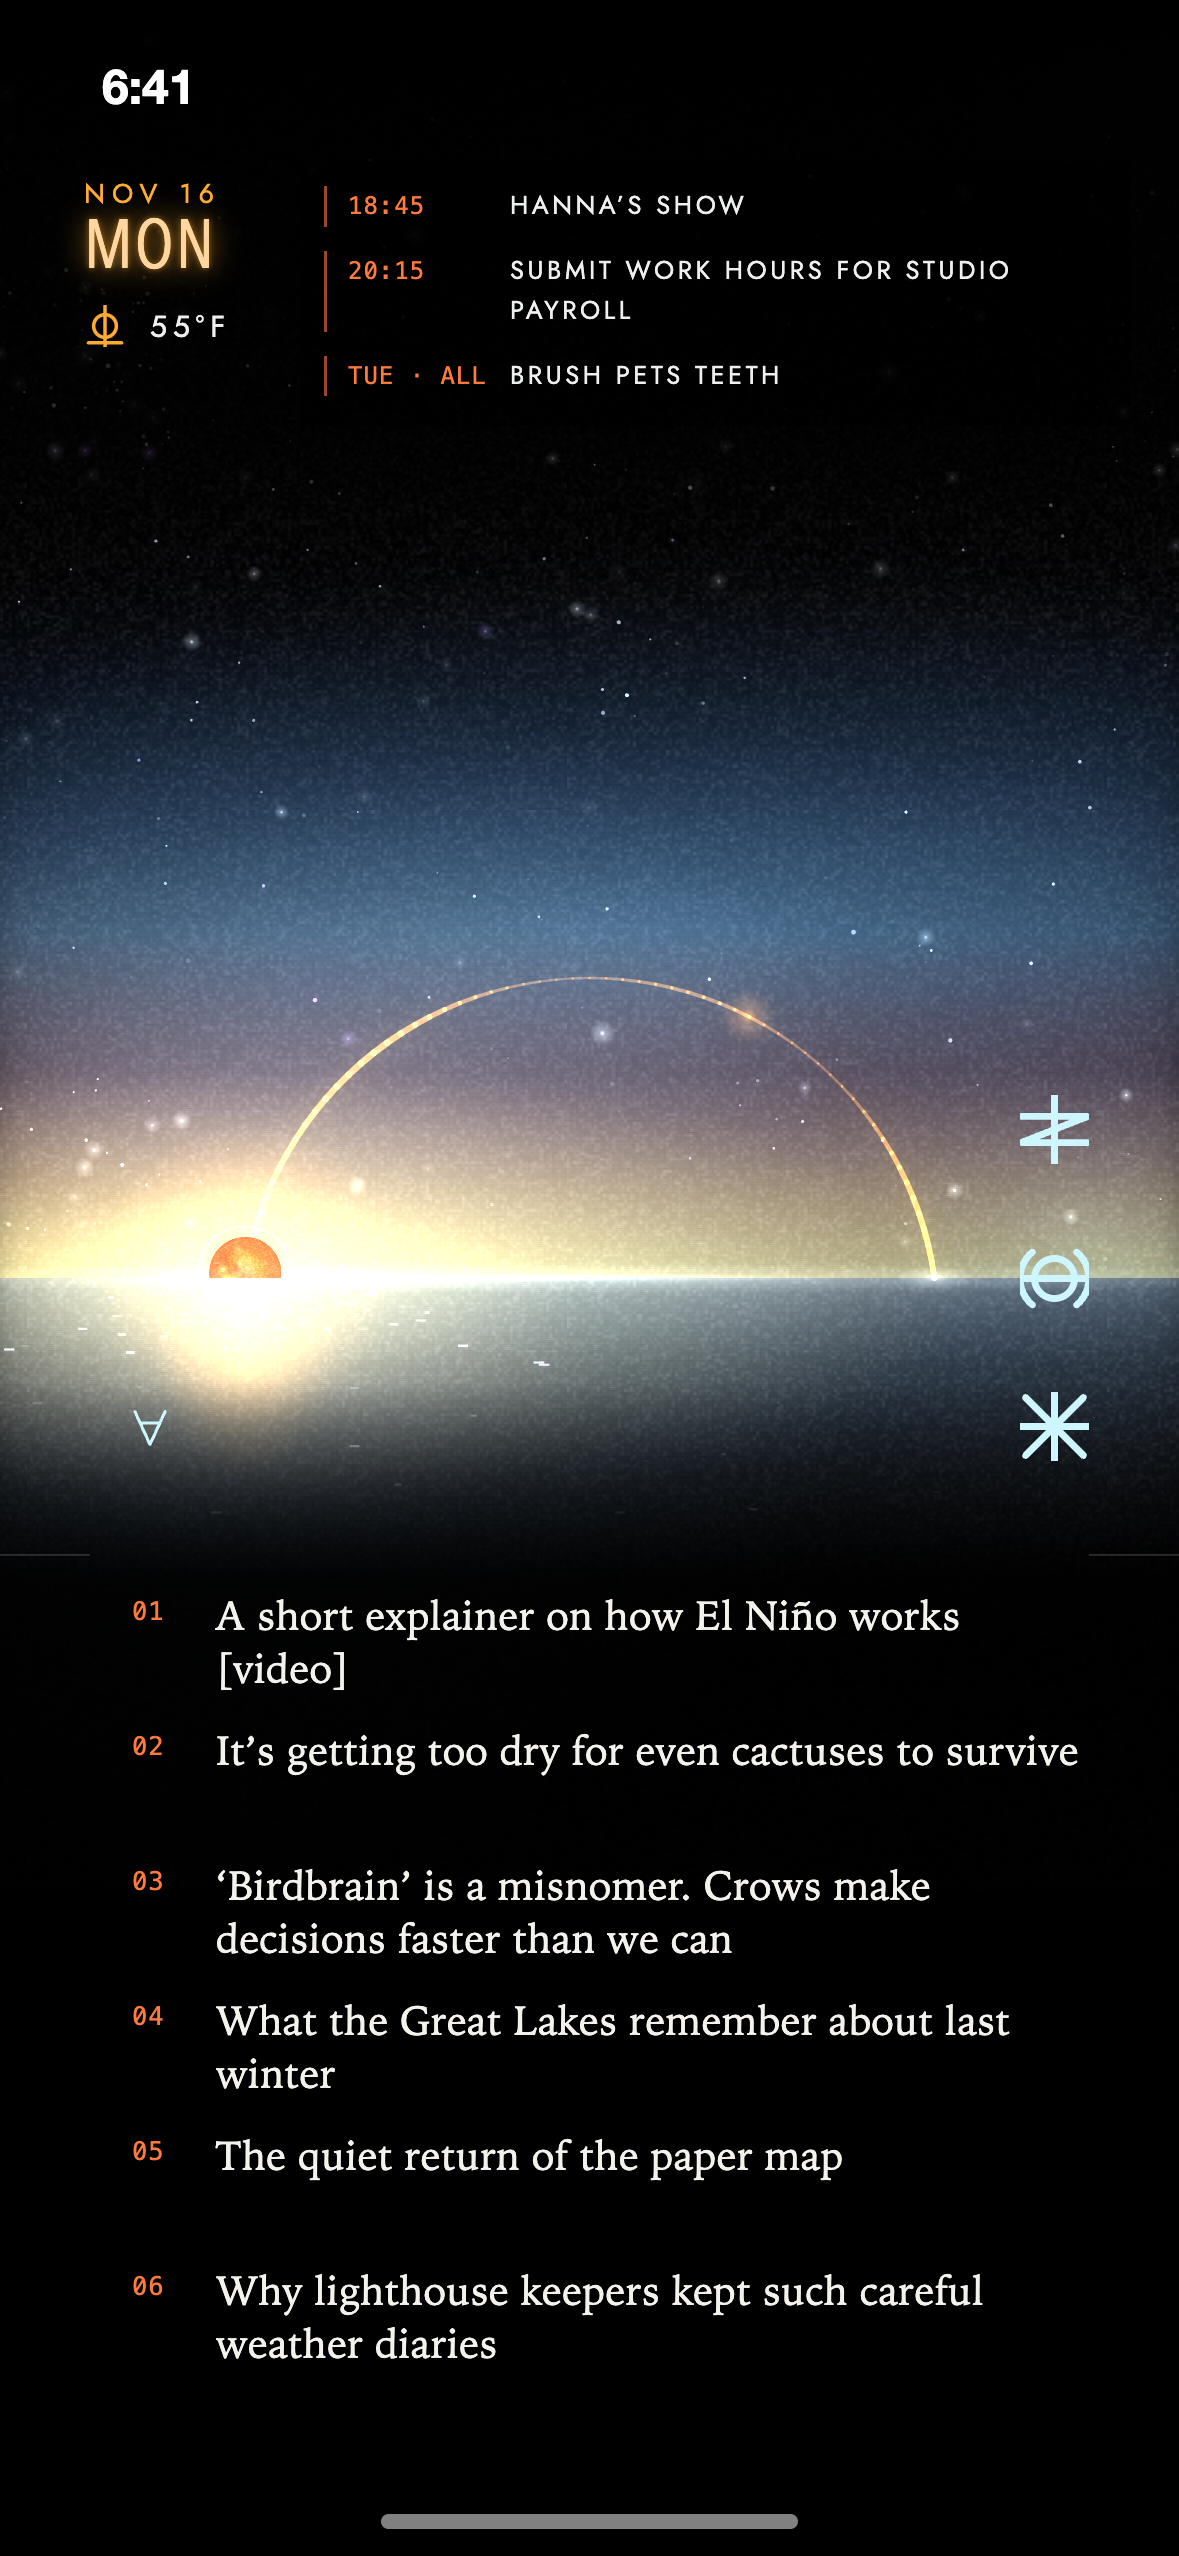 6:41
NOV 16
MON
55°F
18:45 HANNA’S SHOW
20:15 SUBMIT WORK HOURS FOR STUDIO
PAYROLL
TUE · ALL BRUSH PETS TEETH
01 A short explainer on how El Niño works
[video]
02 It’s getting too dry for even cactuses to survive
03 ‘Birdbrain’ is a misnomer. Crows make
decisions faster than we can
04 What the Great Lakes remember about last
winter
05 The quiet return of the paper map
06 Why lighthouse keepers kept such careful
weather diaries